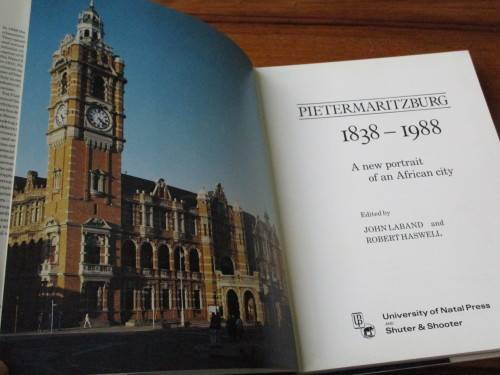 PIETERMARITZBURG
1838 – 1988
A new portrait
of an African city
Edited by
JOHN LABAND and
ROBERT HASWELL
University of Natal Press
AND
Shuter & Shooter